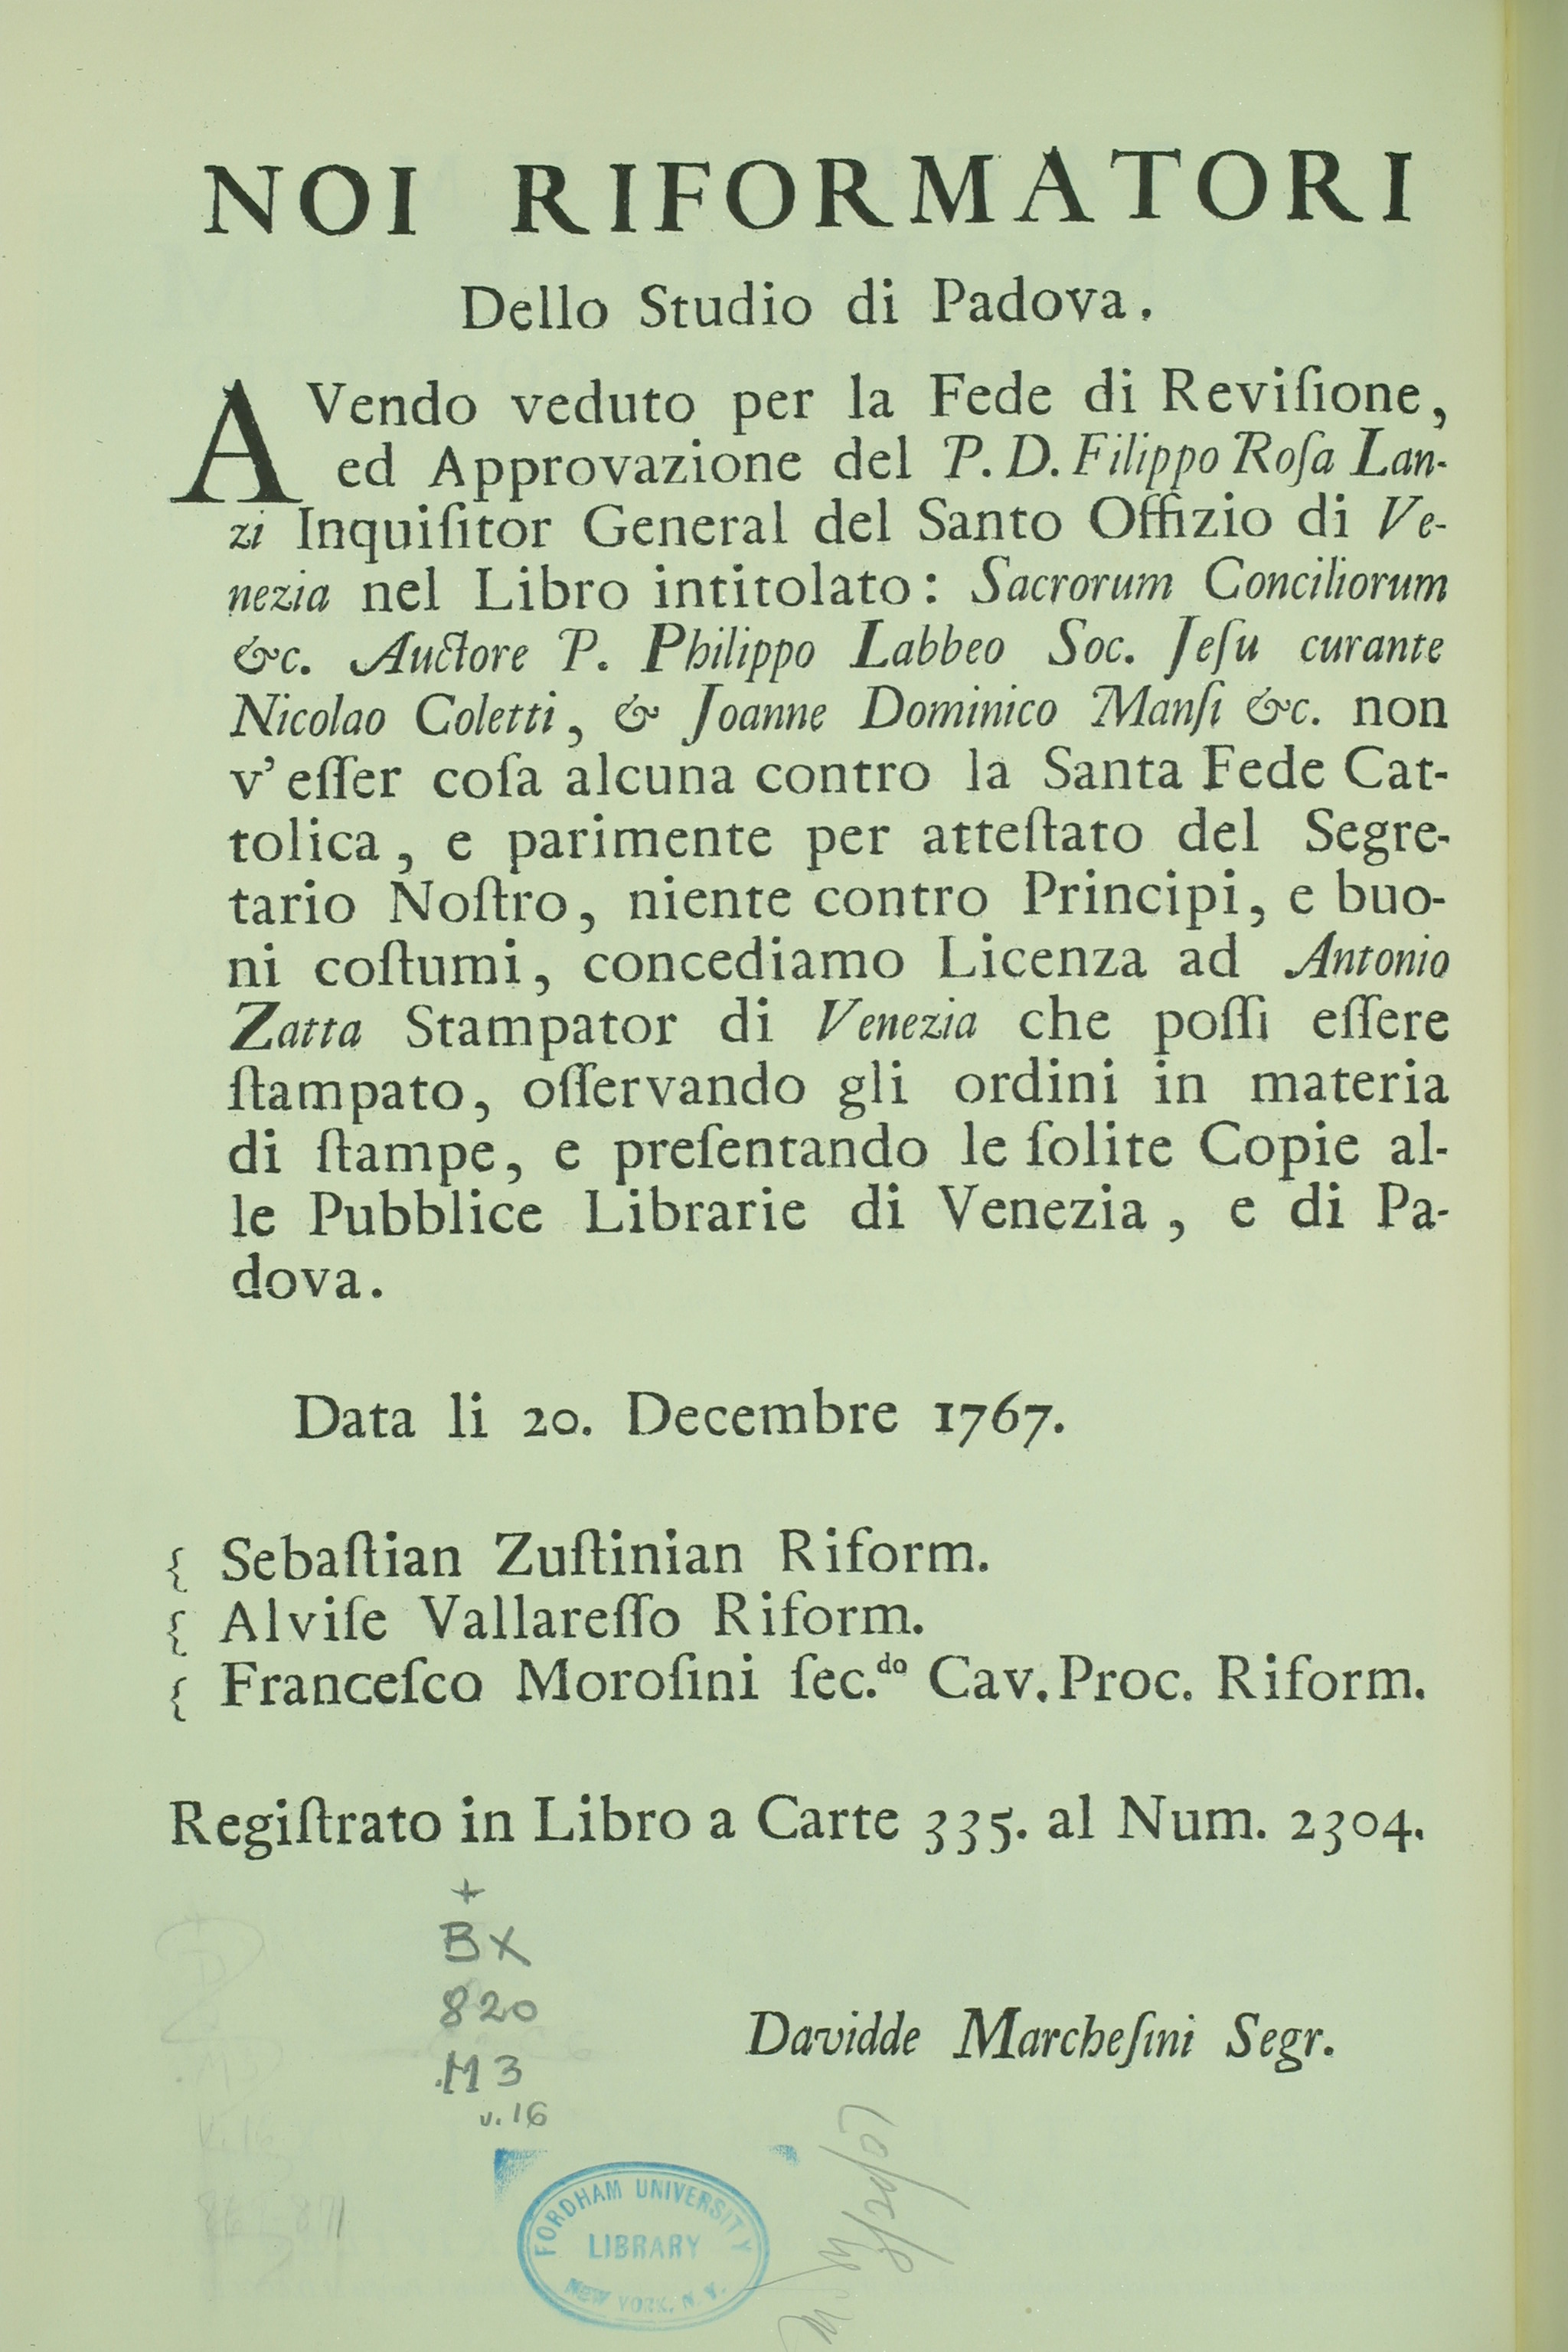 NOI RIFORMATORI
Dello Studio di Padova.
AVendo veduto per la Fede di Reviſione,
ed Approvazione del P. D. Filippo Roſa Lan-
zi Inquiſitor General del Santo Offizio di Ve-
nezia nel Libro intitolato: Sacrorum Conciliorum
&c. Auctore P. Philippo Labbeo Soc. Jeſu curante
Nicolao Coletti, & Joanne Dominico Manſi &c. non
v'eſſer coſa alcuna contro la Santa Fede Cat-
tolica, e parimente per atteſtato del Segre-
tario Noſtro, niente contro Principi, e buo-
ni coſtumi, concediamo Licenza ad Antonio
Zatta Stampator di Venezia che poſſi eſſere
ſtampato, oſſervando gli ordini in materia
di ſtampe, e preſentando le ſolite Copie al-
le Pubblice Librarie di Venezia, e di Pa-
dova.
Data li 20. Decembre 1767.
{ Sebaſtian Zuſtinian Riform.
{ Alviſe Vallareſſo Riform.
{ Franceſco Moroſini ſec.do Cav. Proc. Riform.
Regiſtrato in Libro a Carte 335. al Num. 2304.
+
BX
820
.M3
v. 16
Davidde Marcheſini Segr.
FORDHAM UNIVERSITY
LIBRARY
NEW YORK, N. Y.